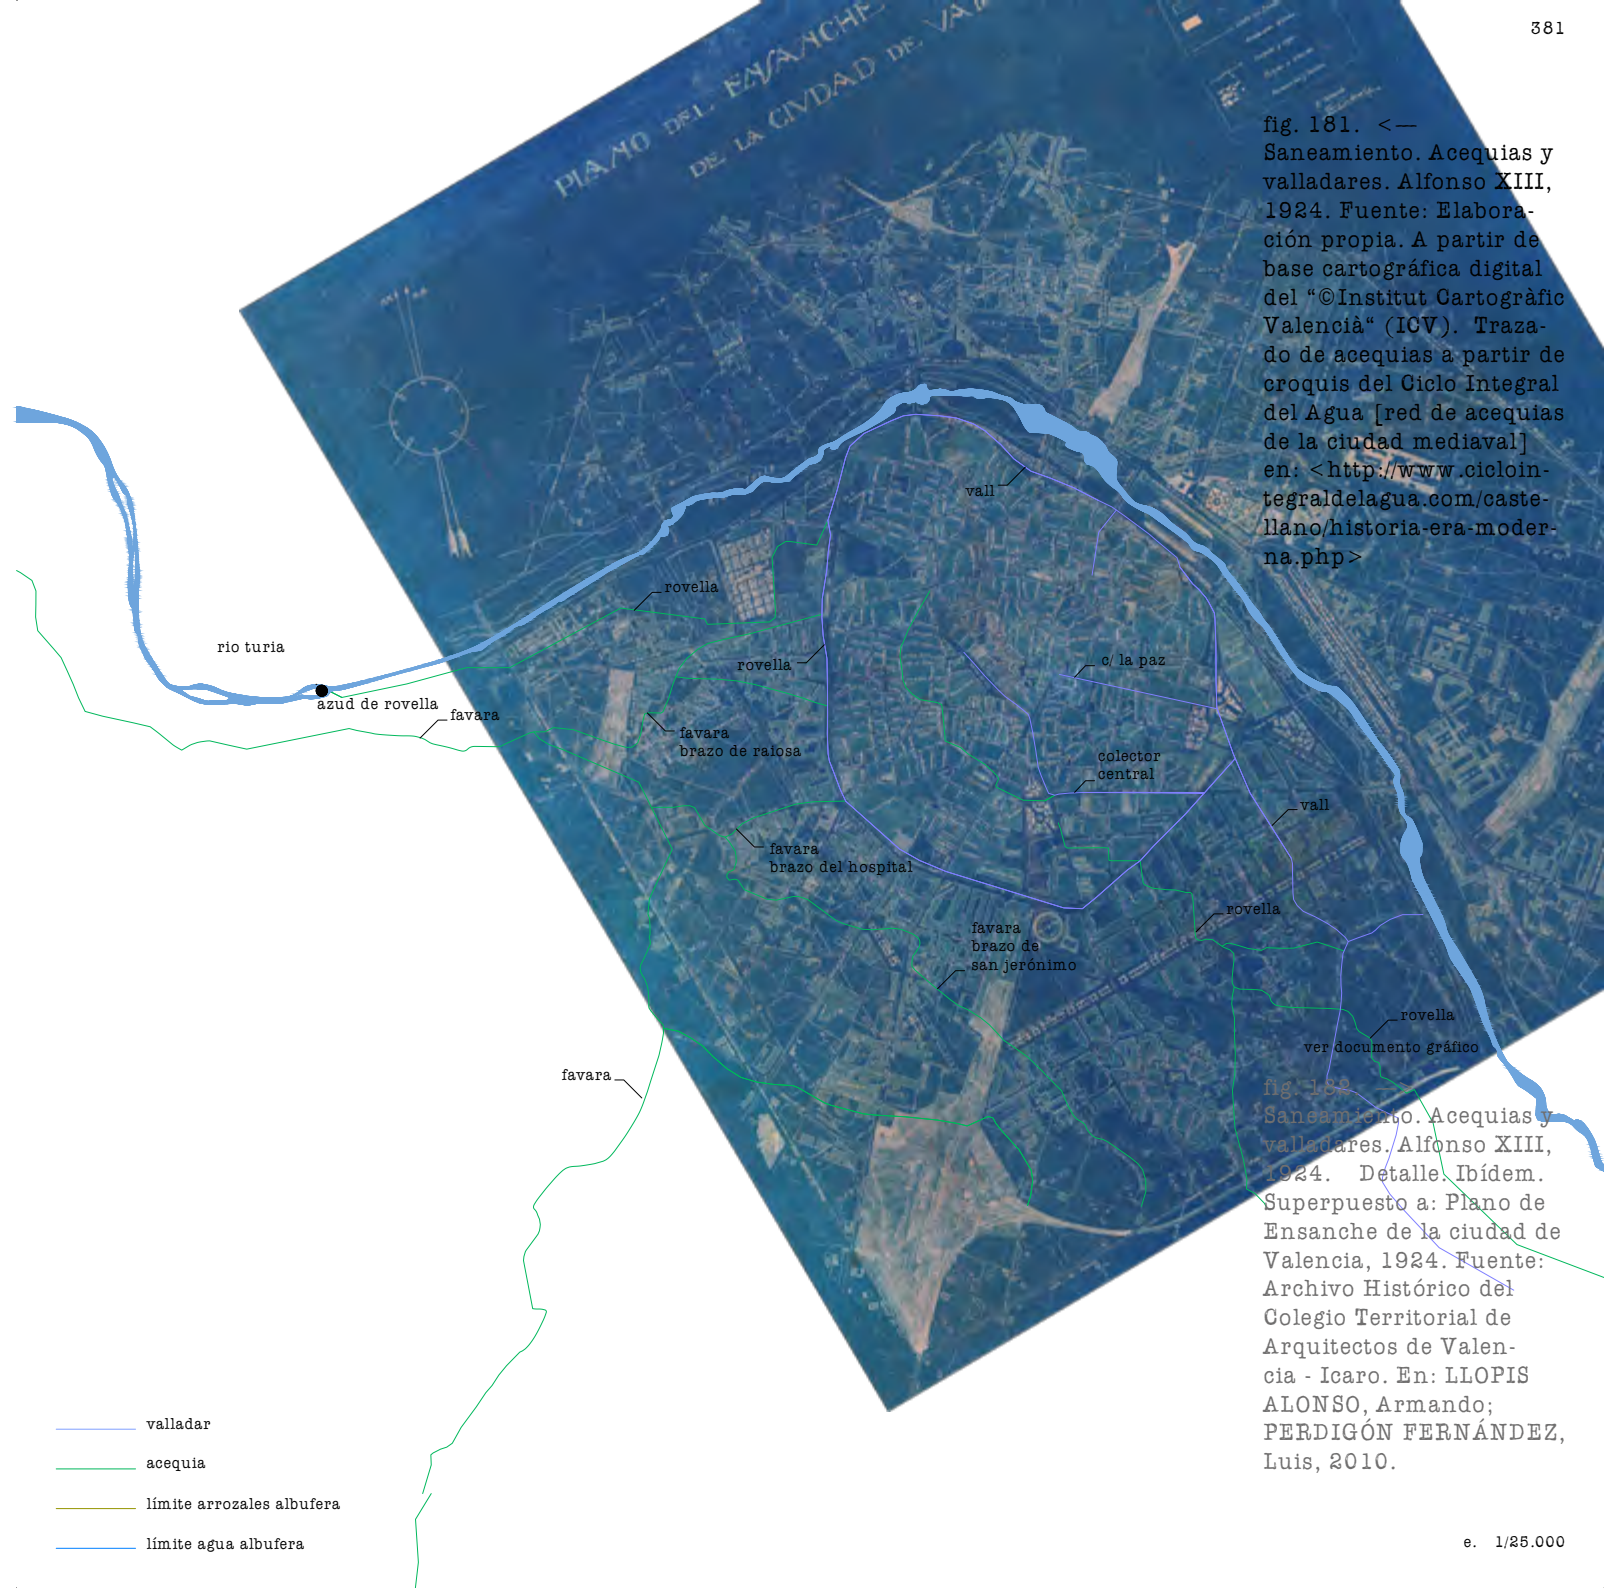 381
PLANO DEL ENSANCHE
DE LA CIVDAD DE
fig. 181. <—
Saneamiento. Acequias y
valladares. Alfonso XIII,
1924. Fuente: Elabora-
ción propia. A partir de
base cartográfica digital
del “©Institut Cartogràfic
Valencià“ (ICV). Traza-
do de acequias a partir de
croquis del Ciclo Integral
del Agua [red de acequias
de la ciudad mediaval]
en: <http://www.cicloin-
tegraldelagua.com/caste-
llano/historia-era-moder-
na.php>
vall
rovella
rio turia
rovella
c/ la paz
azud de rovella
favara
favara
brazo de raiosa
colector
central
vall
favara
brazo del hospital
rovella
favara
brazo de
san jerónimo
rovella
ver documento gráfico
favara
fig. 182. —>
Saneamiento. Acequias y
valladares. Alfonso XIII,
1924. Detalle. Ibídem.
Superpuesto a: Plano de
Ensanche de la ciudad de
Valencia, 1924. Fuente:
Archivo Histórico del
Colegio Territorial de
Arquitectos de Valen-
cia - Icaro. En: LLOPIS
ALONSO, Armando;
PERDIGÓN FERNÁNDEZ,
Luis, 2010.
valladar
acequia
límite arrozales albufera
límite agua albufera
e. 1/25.000